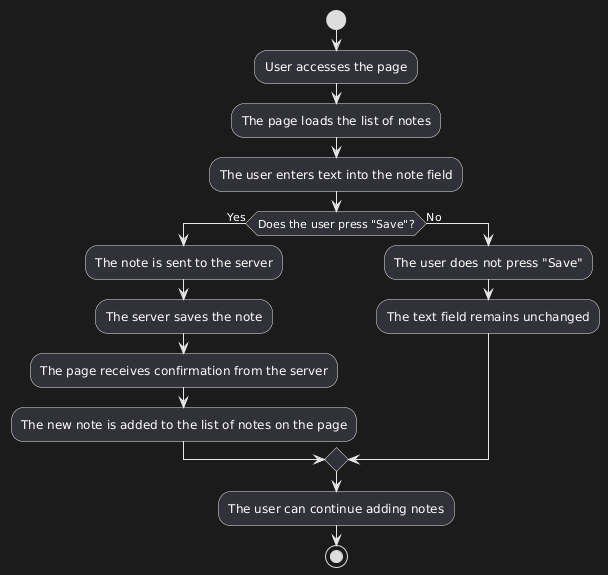 User accesses the page
The page loads the list of notes
The user enters text into the note field
Does the user press "Save"?
Yes
The note is sent to the server
The server saves the note
The page receives confirmation from the server
The new note is added to the list of notes on the page
No
The user does not press "Save"
The text field remains unchanged
The user can continue adding notes